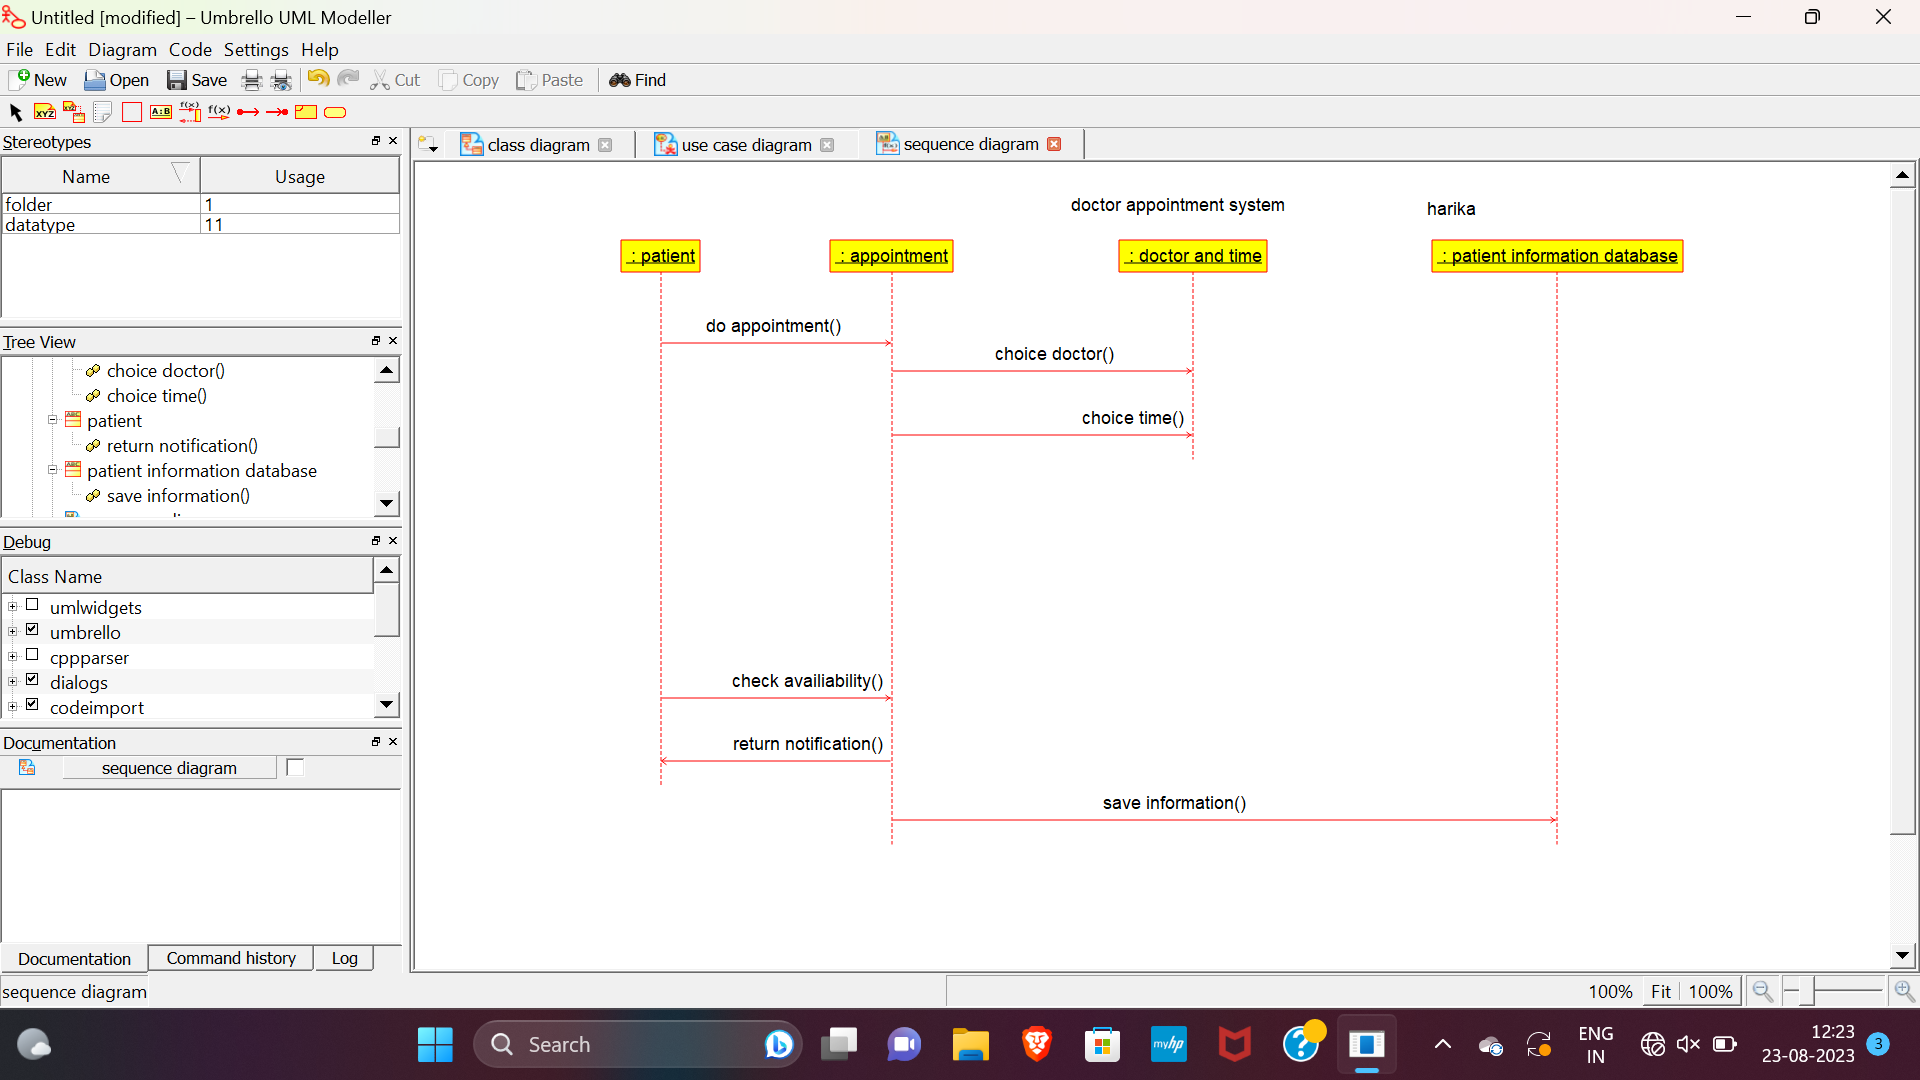 Untitled [modified] – Umbrello UML Modeller
File Edit Diagram Code Settings Help
New Open Save Cut Copy Paste Find
XYZ XYZ A:B f(x) f(x)
Stereotypes
Name Usage
folder 1
datatype 11
Tree View
choice doctor()
choice time()
patient
return notification()
patient information database
save information()
Debug
Class Name
umlwidgets
umbrello
cppparser
dialogs
codeimport
Documentation
sequence diagram
Documentation Command history Log
sequence diagram
class diagram use case diagram sequence diagram
doctor appointment system harika
: patient : appointment : doctor and time : patient information database
do appointment()
choice doctor()
choice time()
check availiability()
return notification()
save information()
100% Fit 100%
Search
myhp
ENG
IN
12:23
23-08-2023
3